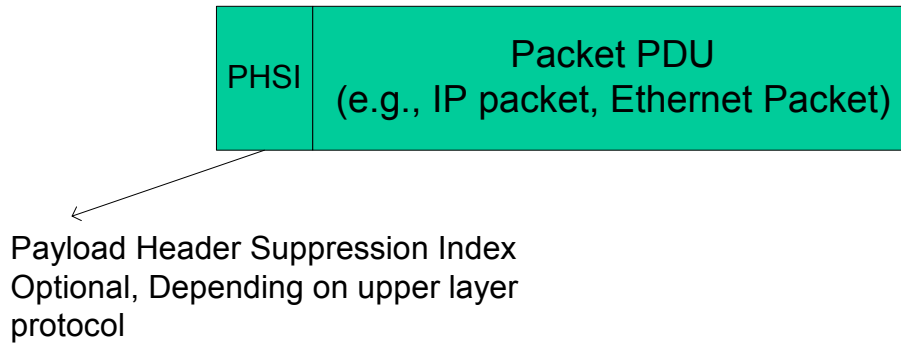 PHSI
Packet PDU
(e.g., IP packet, Ethernet Packet)
Payload Header Suppression Index
Optional, Depending on upper layer
protocol